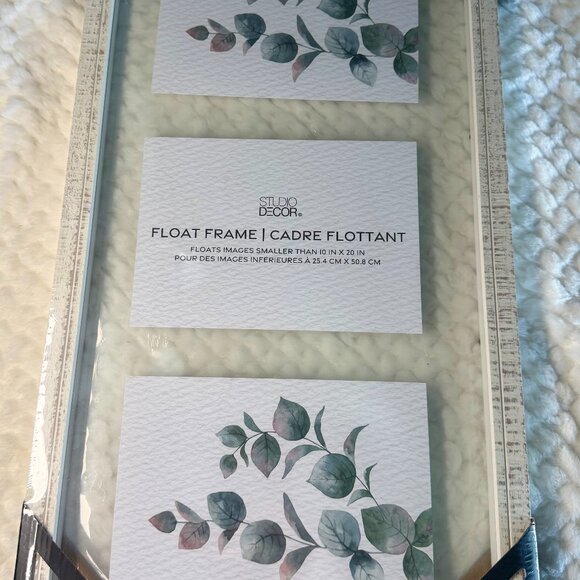 STUDIO
DECOR®
FLOAT FRAME | CADRE FLOTTANT
FLOATS IMAGES SMALLER THAN 10 IN X 20 IN
POUR DES IMAGES INFÉRIEURES À 25.4 CM X 50.8 CM